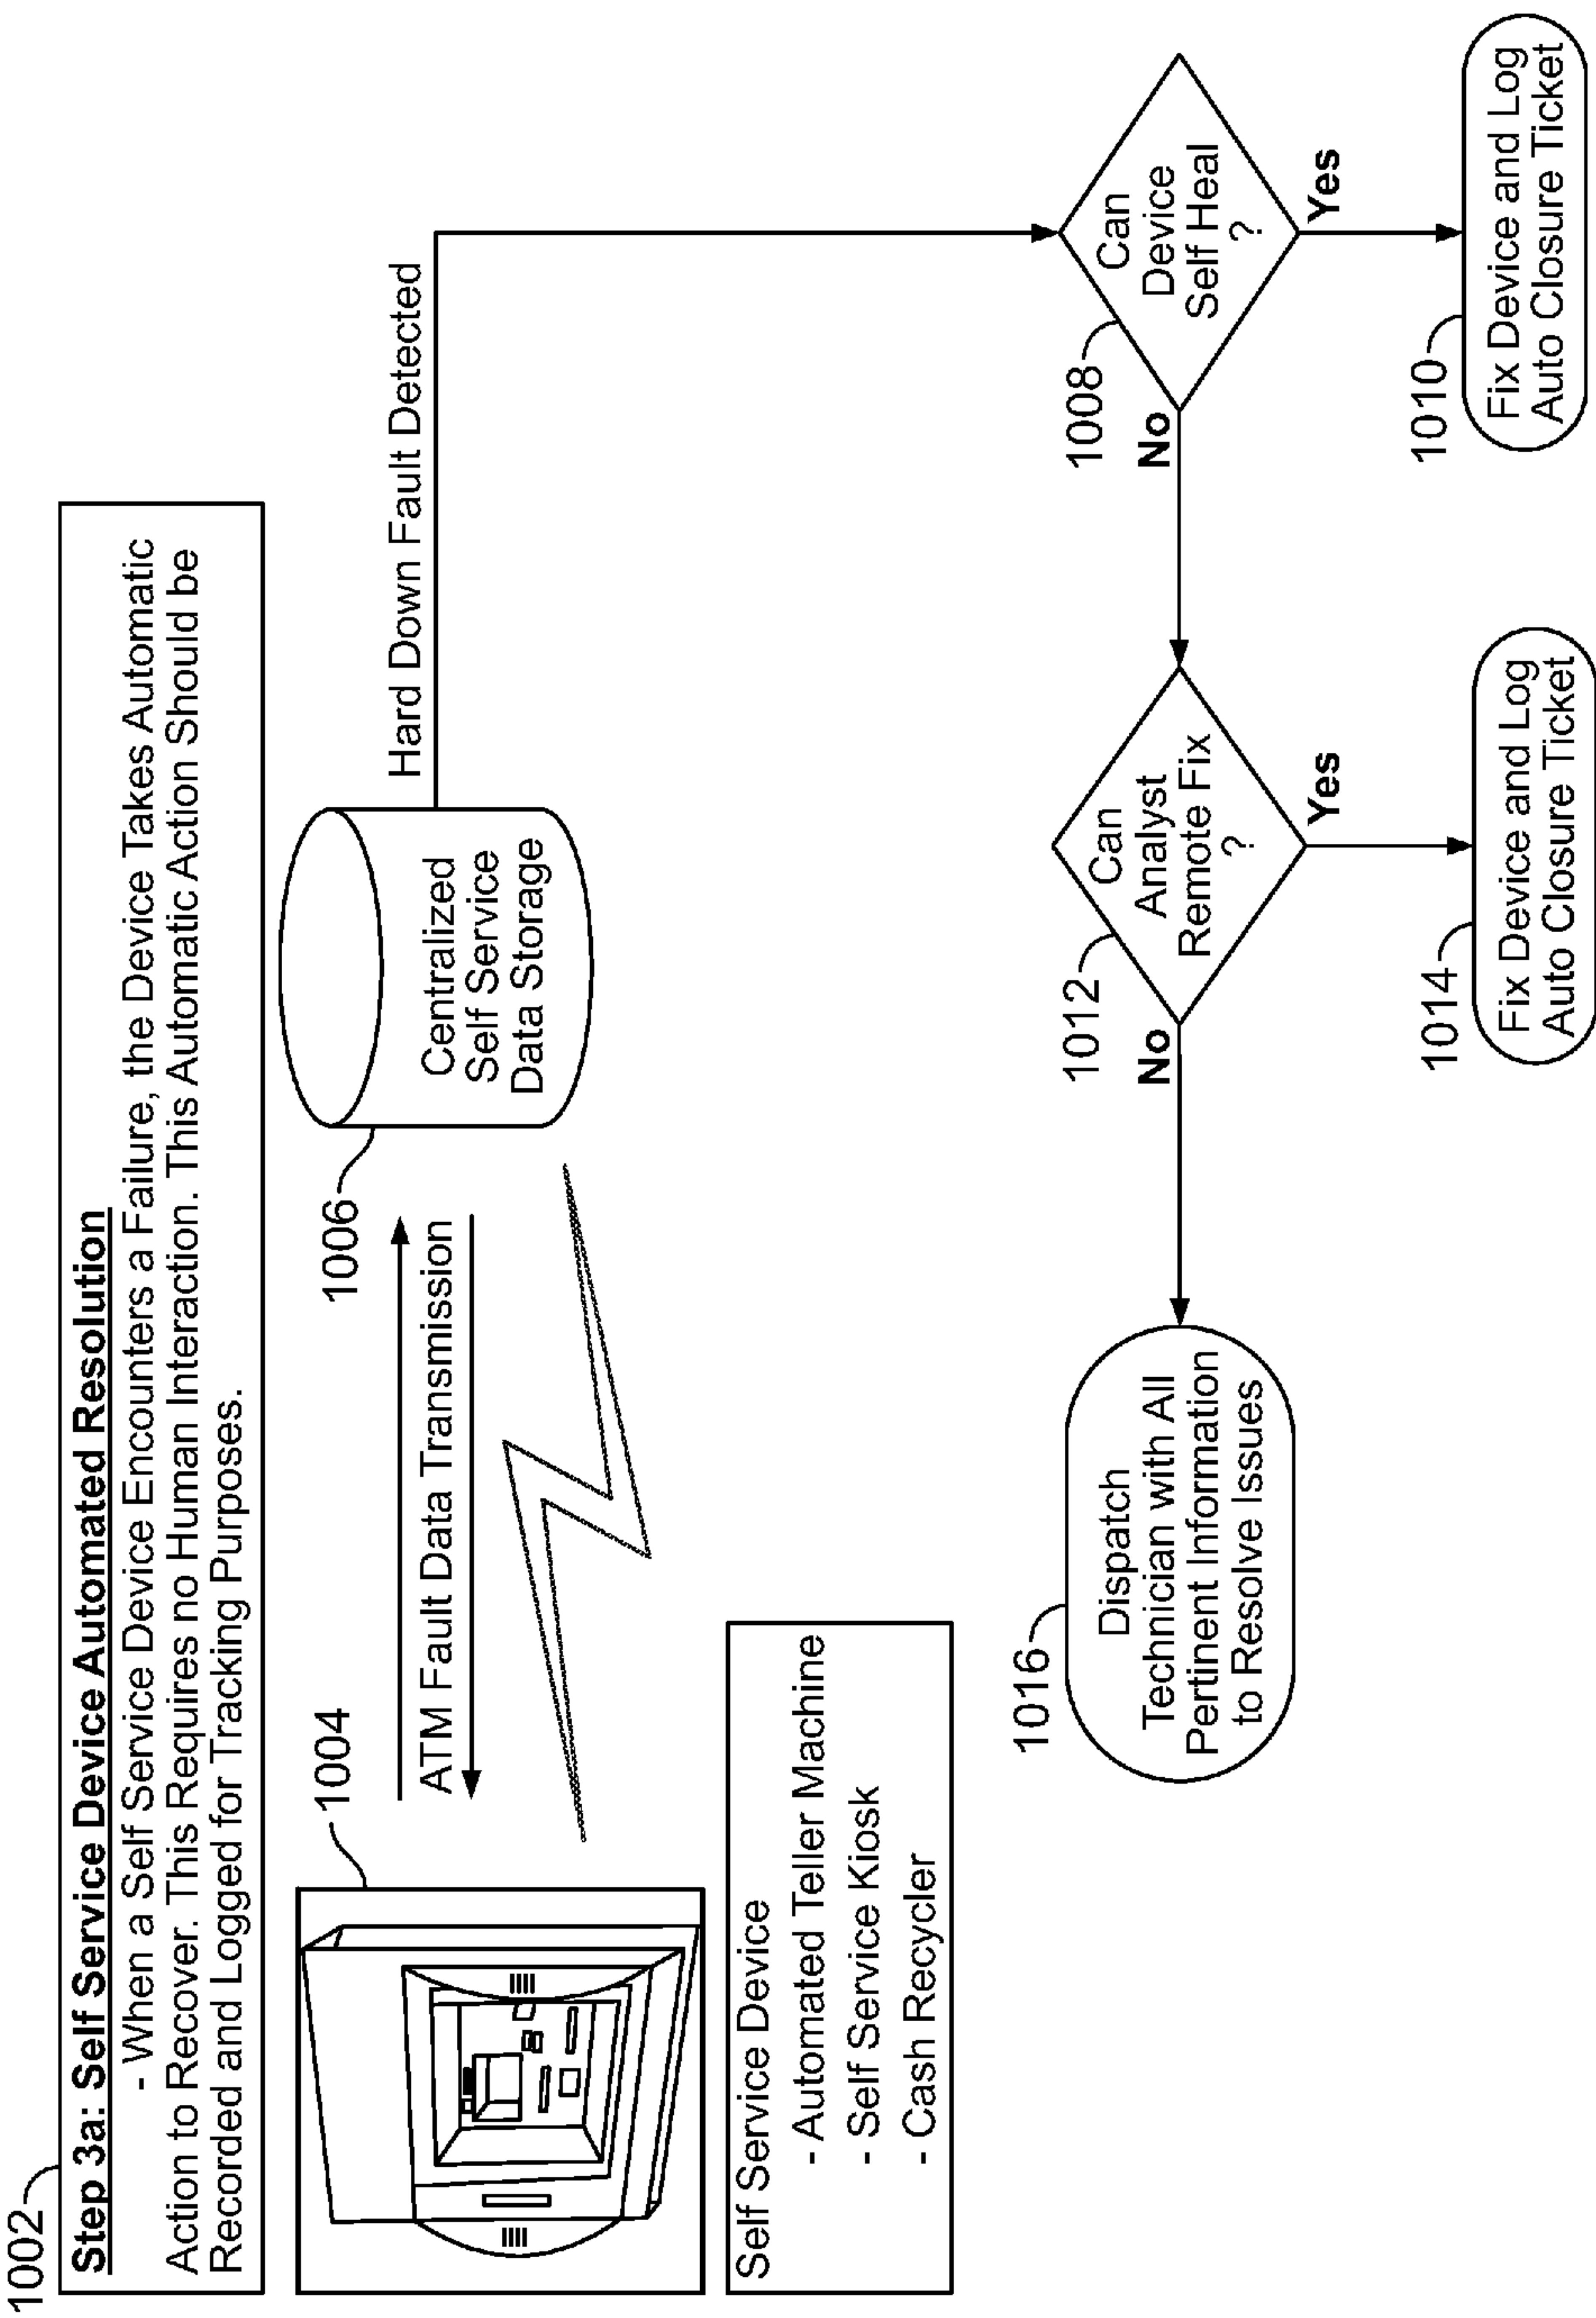 1002
Step 3a: Self Service Device Automated Resolution
- When a Self Service Device Encounters a Failure, the Device Takes Automatic
Action to Recover. This Requires no Human Interaction. This Automatic Action Should be
Recorded and Logged for Tracking Purposes.
1004
ATM Fault Data Transmission
1006
Centralized
Self Service
Data Storage
Hard Down Fault Detected
Self Service Device
- Automated Teller Machine
- Self Service Kiosk
- Cash Recycler
1008
Can
Device
Self Heal
?
No
Yes
1010
Fix Device and Log
Auto Closure Ticket
1012
Can
Analyst
Remote Fix
?
No
Yes
1014
Fix Device and Log
Auto Closure Ticket
1016
Dispatch
Technician with All
Pertinent Information
to Resolve Issues